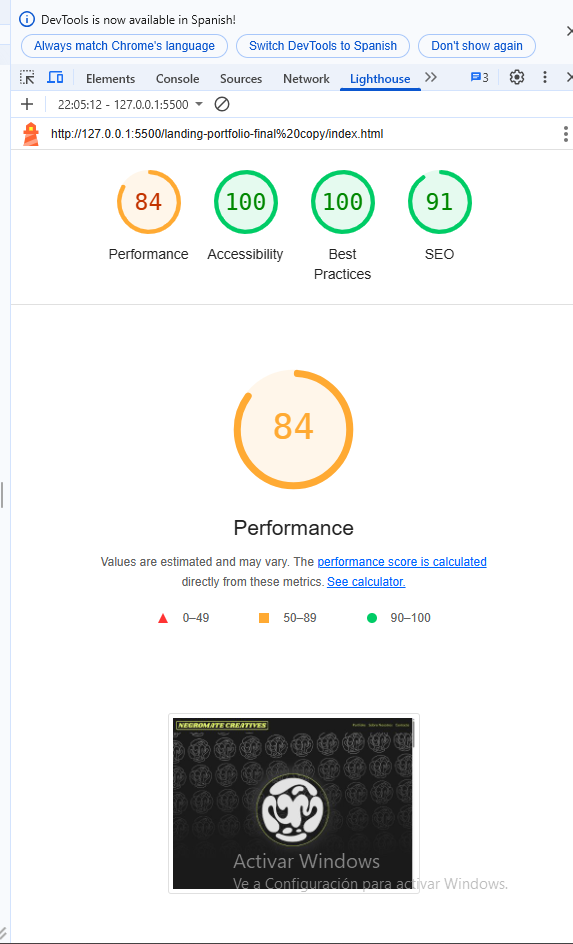 DevTools is now available in Spanish!
Always match Chrome's language
Switch DevTools to Spanish
Don't show again
Elements
Console
Sources
Network
Lighthouse
3
22:05:12 - 127.0.0.1:5500
http://127.0.0.1:5500/landing-portfolio-final%20copy/index.html
84
100
100
91
Performance
Accessibility
Best
Practices
SEO
84
Performance
Values are estimated and may vary. The performance score is calculated
directly from these metrics. See calculator.
0–49
50–89
90–100
NEGROMATE CREATIVES
Activar Windows
Ve a Configuración para activar Windows.